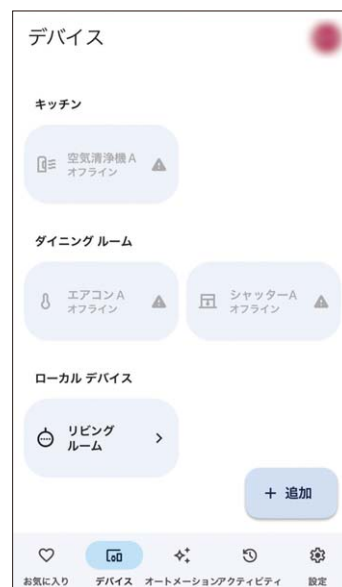 デバイス
キッチン
空気清浄機A
オフライン
ダイニング ルーム
エアコンA
オフライン
シャッターA
オフライン
ローカル デバイス
リビング
ルーム
+ 追加
お気に入り デバイス オートメーション アクティビティ 設定